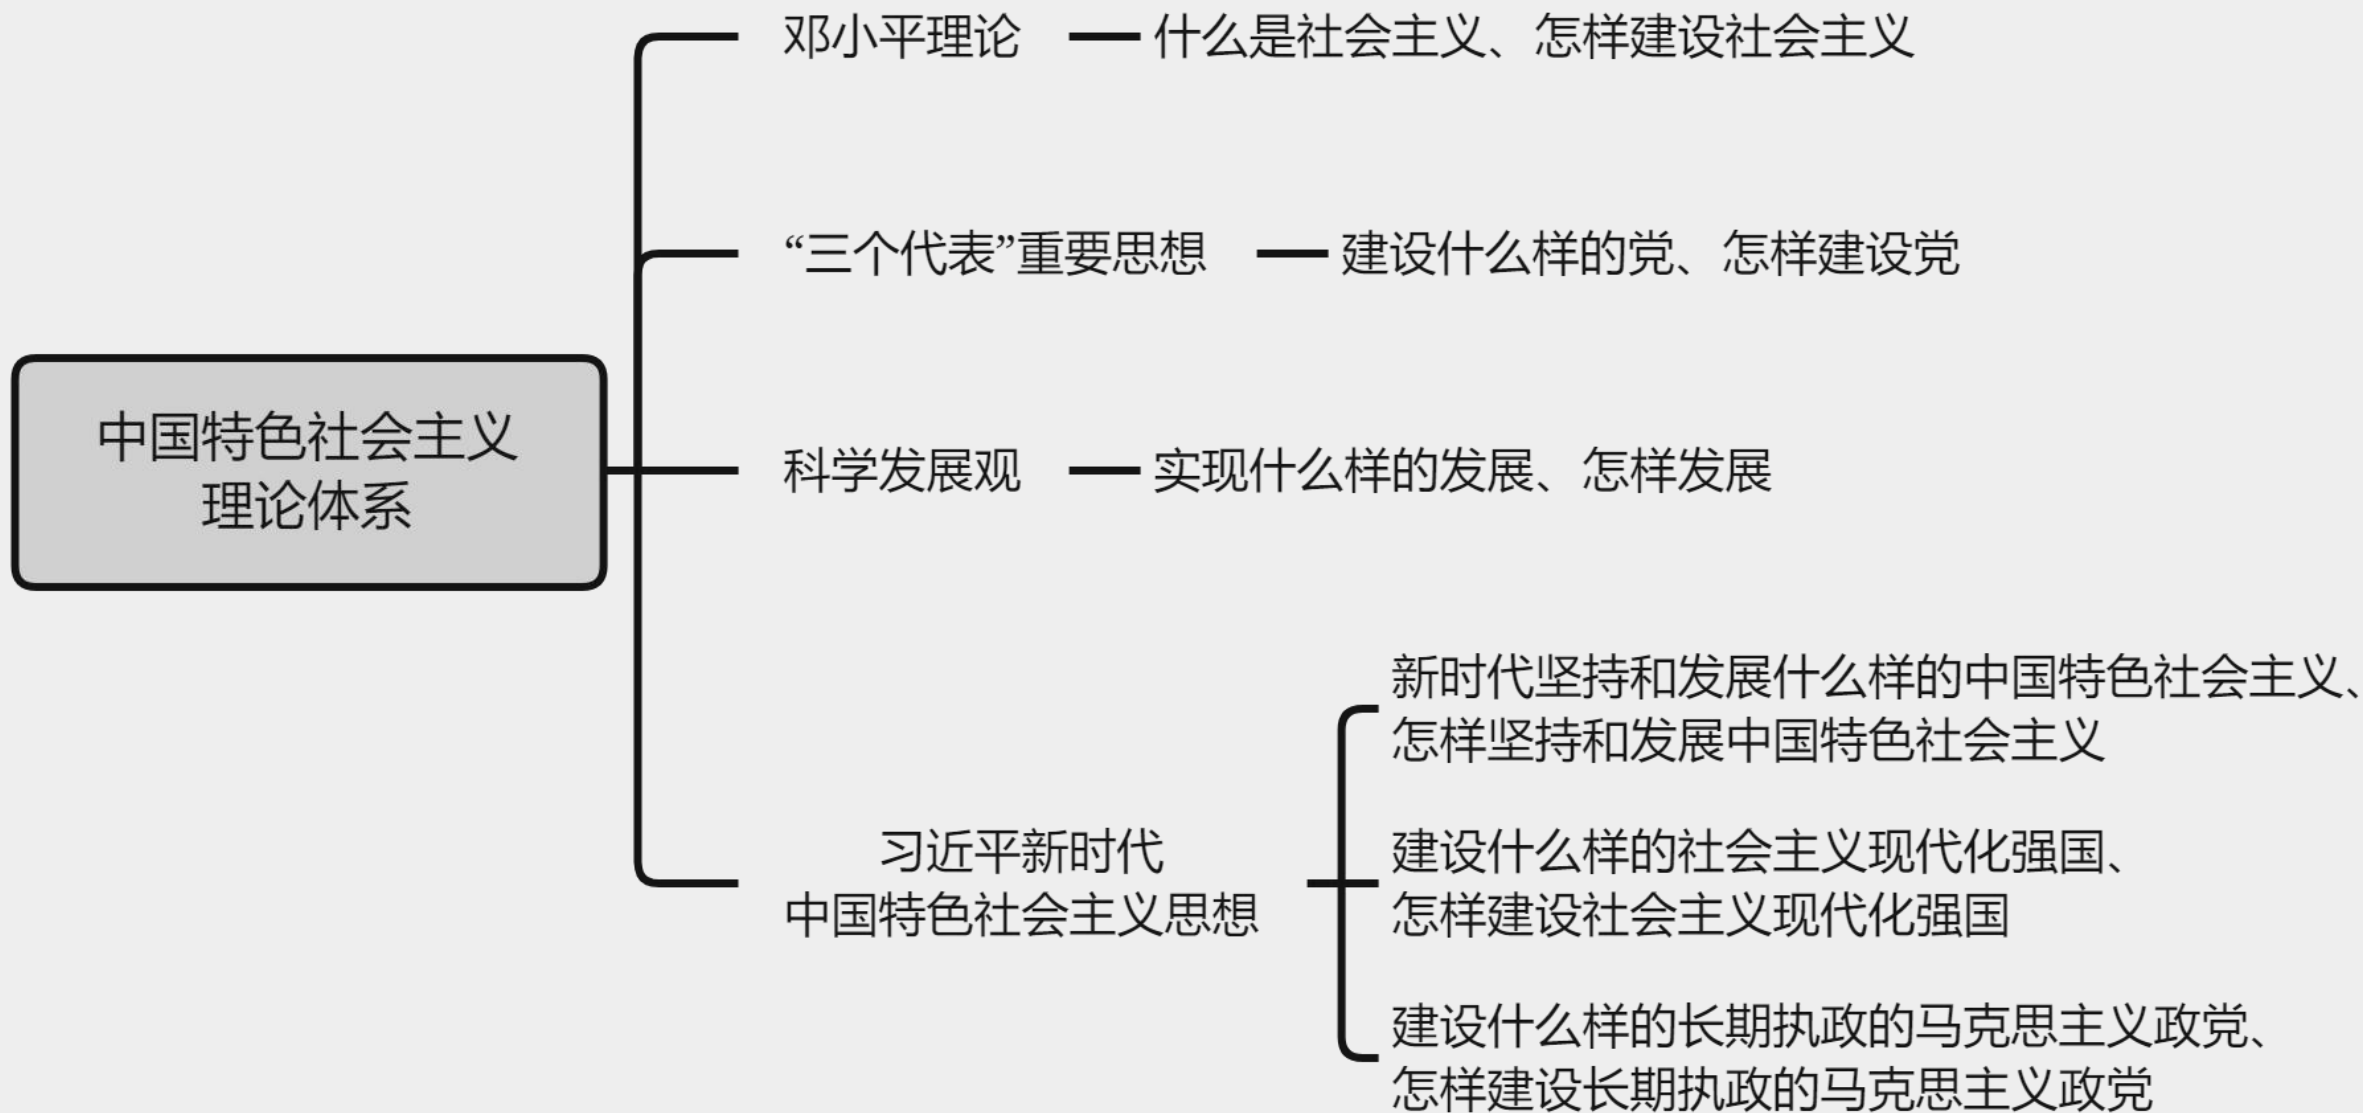 中国特色社会主义
理论体系
邓小平理论
什么是社会主义、怎样建设社会主义
“三个代表”重要思想
建设什么样的党、怎样建设党
科学发展观
实现什么样的发展、怎样发展
习近平新时代
中国特色社会主义思想
新时代坚持和发展什么样的中国特色社会主义、
怎样坚持和发展中国特色社会主义
建设什么样的社会主义现代化强国、
怎样建设社会主义现代化强国
建设什么样的长期执政的马克思主义政党、
怎样建设长期执政的马克思主义政党